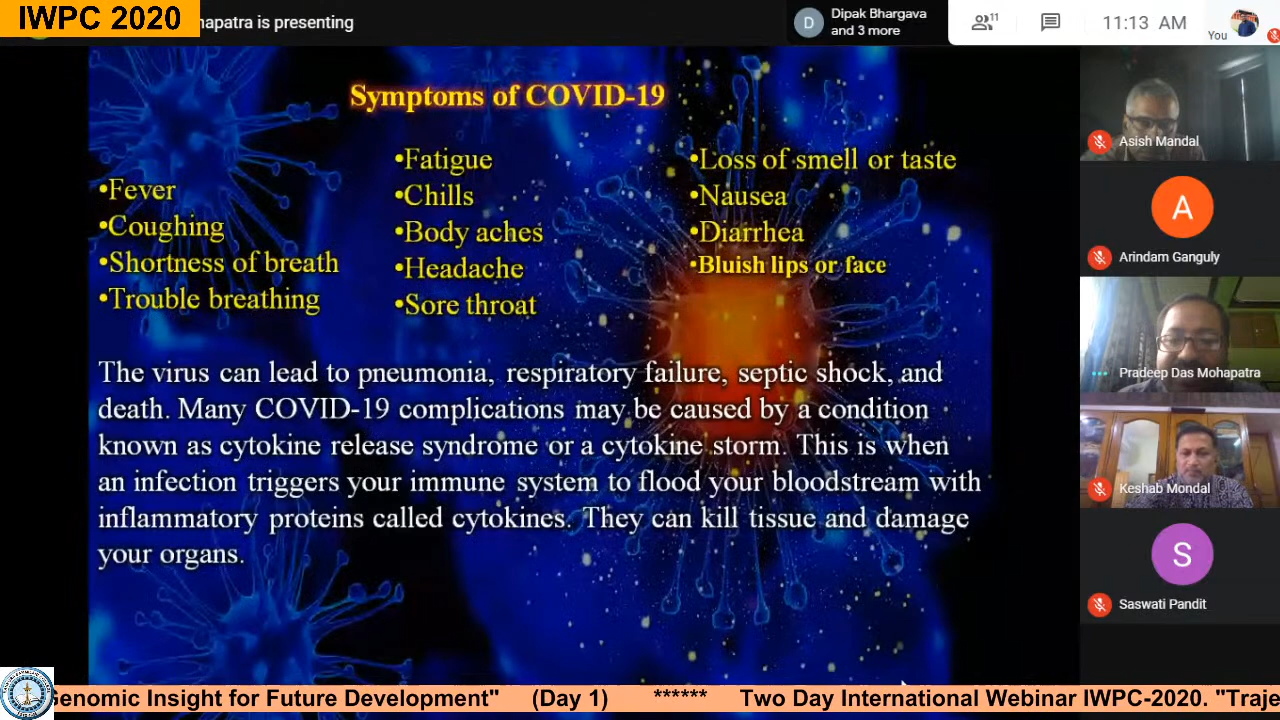 IWPC 2020
apatra is presenting
D
Dipak Bhargava
and 3 more
11
11:13 AM
You
Symptoms of COVID-19
•Fever
•Coughing
•Shortness of breath
•Trouble breathing
•Fatigue
•Chills
•Body aches
•Headache
•Sore throat
•Loss of smell or taste
•Nausea
•Diarrhea
•Bluish lips or face
The virus can lead to pneumonia, respiratory failure, septic shock, and
death. Many COVID-19 complications may be caused by a condition
known as cytokine release syndrome or a cytokine storm. This is when
an infection triggers your immune system to flood your bloodstream with
inflammatory proteins called cytokines. They can kill tissue and damage
your organs.
Asish Mandal
A
Arindam Ganguly
Pradeep Das Mohapatra
Keshab Mondal
S
Saswati Pandit
Genomic Insight for Future Development" (Day 1) ****** Two Day International Webinar IWPC-2020. "Traje